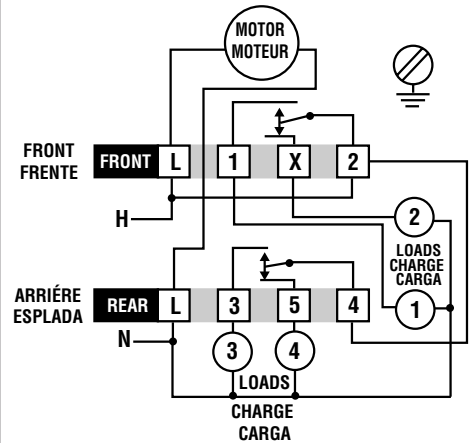 MOTOR
MOTEUR
FRONT
FRENTE
FRONT L 1 X 2
H
2
LOADS
CHARGE
CARGA
1
ARRIÉRE
ESPLADA
REAR L 3 5 4
N
3 4
LOADS
CHARGE
CARGA